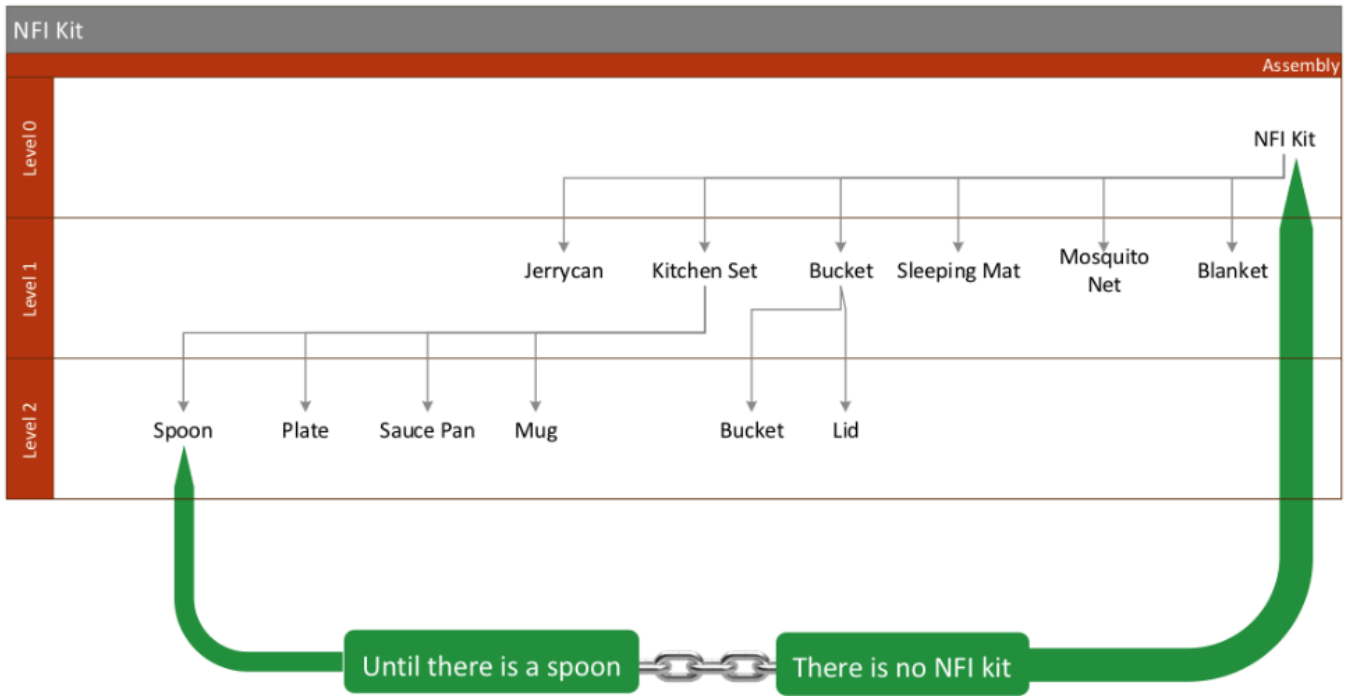 NFI Kit
Assembly
Level 0
NFI Kit
Level 1
Jerrycan
Kitchen Set
Bucket
Sleeping Mat
Mosquito
Net
Blanket
Level 2
Spoon
Plate
Sauce Pan
Mug
Bucket
Lid
Until there is a spoon
There is no NFI kit